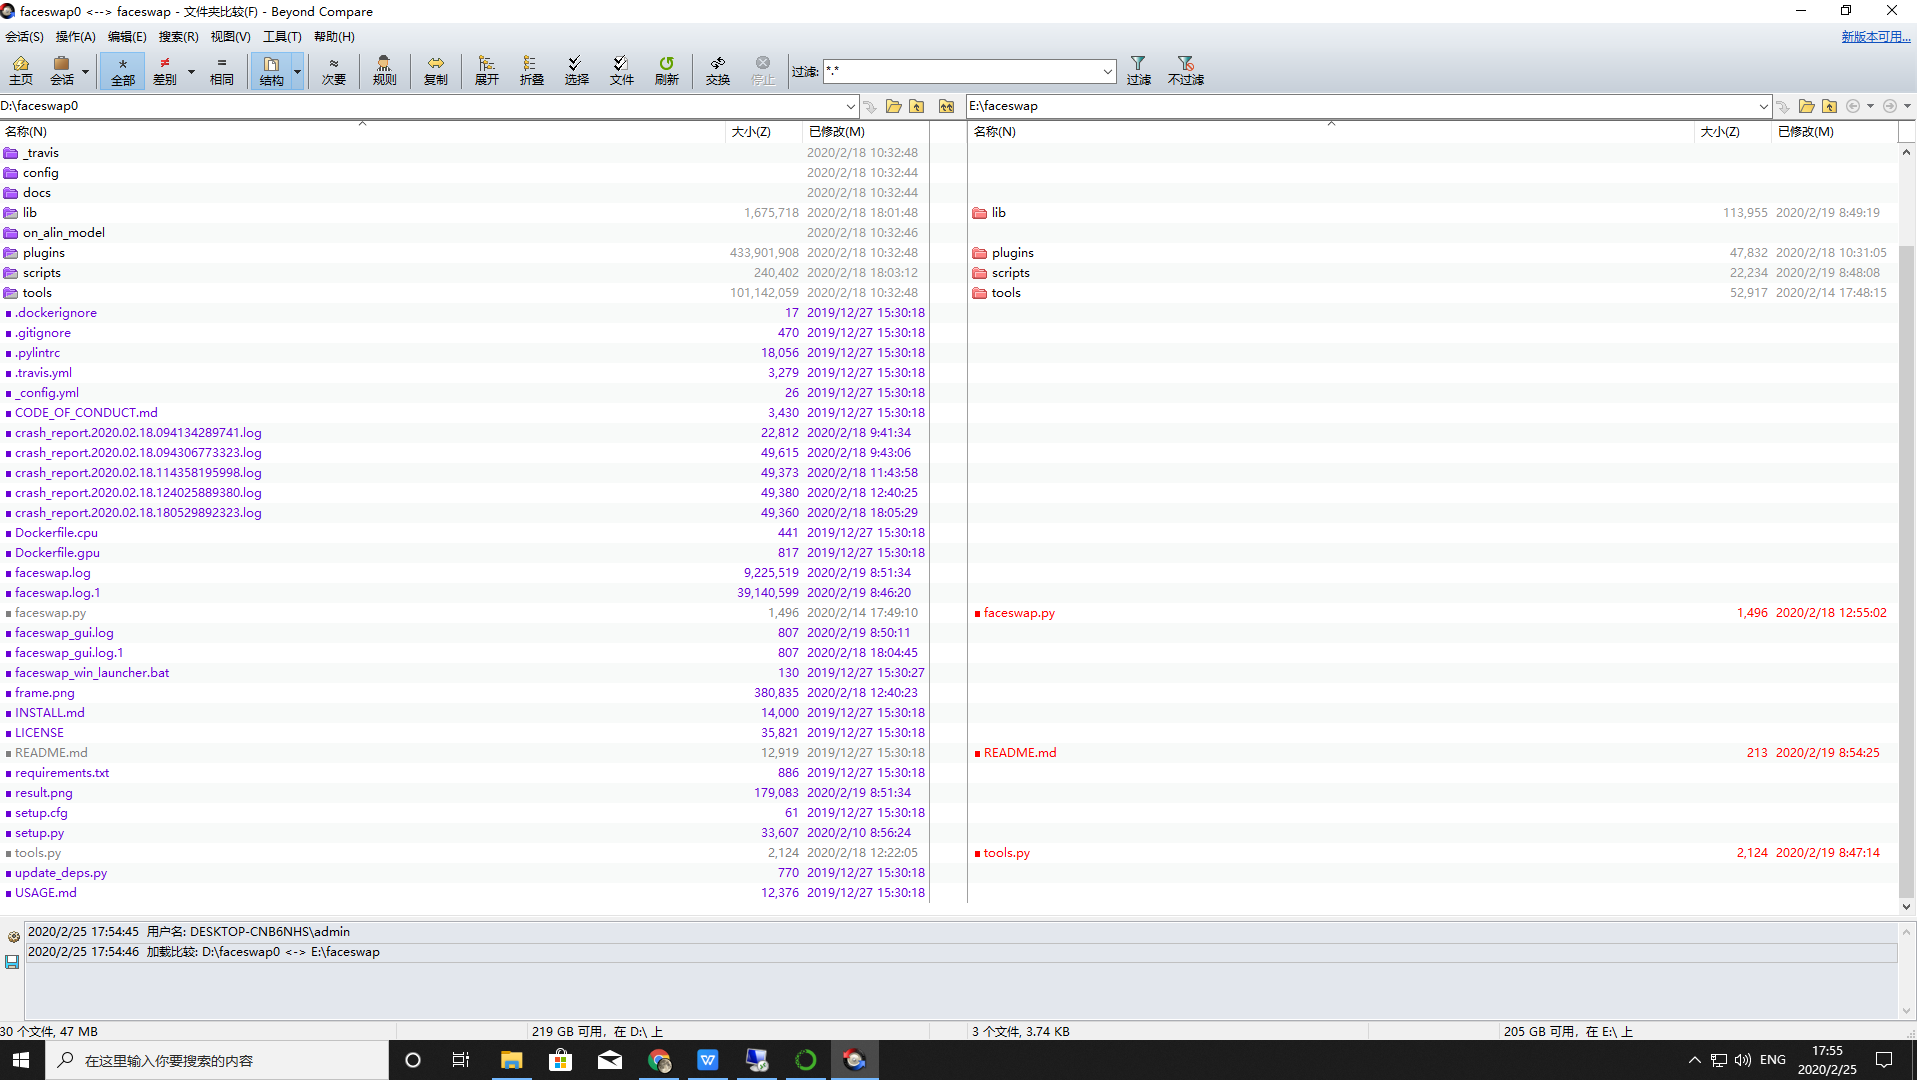 faceswap0 <--> faceswap - 文件夹比较(F) - Beyond Compare
会话(S) 操作(A) 编辑(E) 搜索(R) 视图(V) 工具(T) 帮助(H) 新版本可用...
主页 会话 全部 差别 相同 结构 次要 规则 复制 展开 折叠 选择 文件 刷新 交换 停止 过滤: *.* 过滤 不过滤
D:\faceswap0 E:\faceswap
名称(N) 大小(Z) 已修改(M) 名称(N) 大小(Z) 已修改(M)
_travis 2020/2/18 10:32:48
config 2020/2/18 10:32:44
docs 2020/2/18 10:32:44
lib 1,675,718 2020/2/18 18:01:48 lib 113,955 2020/2/19 8:49:19
on_alin_model 2020/2/18 10:32:46
plugins 433,901,908 2020/2/18 10:32:48 plugins 47,832 2020/2/18 10:31:05
scripts 240,402 2020/2/18 18:03:12 scripts 22,234 2020/2/19 8:48:08
tools 101,142,059 2020/2/18 10:32:48 tools 52,917 2020/2/14 17:48:15
.dockerignore 17 2019/12/27 15:30:18
.gitignore 470 2019/12/27 15:30:18
.pylintrc 18,056 2019/12/27 15:30:18
.travis.yml 3,279 2019/12/27 15:30:18
_config.yml 26 2019/12/27 15:30:18
CODE_OF_CONDUCT.md 3,430 2019/12/27 15:30:18
crash_report.2020.02.18.094134289741.log 22,812 2020/2/18 9:41:34
crash_report.2020.02.18.094306773323.log 49,615 2020/2/18 9:43:06
crash_report.2020.02.18.114358195998.log 49,373 2020/2/18 11:43:58
crash_report.2020.02.18.124025889380.log 49,380 2020/2/18 12:40:25
crash_report.2020.02.18.180529892323.log 49,360 2020/2/18 18:05:29
Dockerfile.cpu 441 2019/12/27 15:30:18
Dockerfile.gpu 817 2019/12/27 15:30:18
faceswap.log 9,225,519 2020/2/19 8:51:34
faceswap.log.1 39,140,599 2020/2/19 8:46:20
faceswap.py 1,496 2020/2/14 17:49:10 faceswap.py 1,496 2020/2/18 12:55:02
faceswap_gui.log 807 2020/2/19 8:50:11
faceswap_gui.log.1 807 2020/2/18 18:04:45
faceswap_win_launcher.bat 130 2019/12/27 15:30:27
frame.png 380,835 2020/2/18 12:40:23
INSTALL.md 14,000 2019/12/27 15:30:18
LICENSE 35,821 2019/12/27 15:30:18
README.md 12,919 2019/12/27 15:30:18 README.md 213 2020/2/19 8:54:25
requirements.txt 886 2019/12/27 15:30:18
result.png 179,083 2020/2/19 8:51:34
setup.cfg 61 2019/12/27 15:30:18
setup.py 33,607 2020/2/10 8:56:24
tools.py 2,124 2020/2/18 12:22:05 tools.py 2,124 2020/2/19 8:47:14
update_deps.py 770 2019/12/27 15:30:18
USAGE.md 12,376 2019/12/27 15:30:18
2020/2/25 17:54:45 用户名: DESKTOP-CNB6NHS\admin
2020/2/25 17:54:46 加载比较: D:\faceswap0 <-> E:\faceswap
30 个文件, 47 MB 219 GB 可用，在 D:\ 上 3 个文件, 3.74 KB 205 GB 可用，在 E:\ 上
在这里输入你要搜索的内容 ENG 17:55
2020/2/25